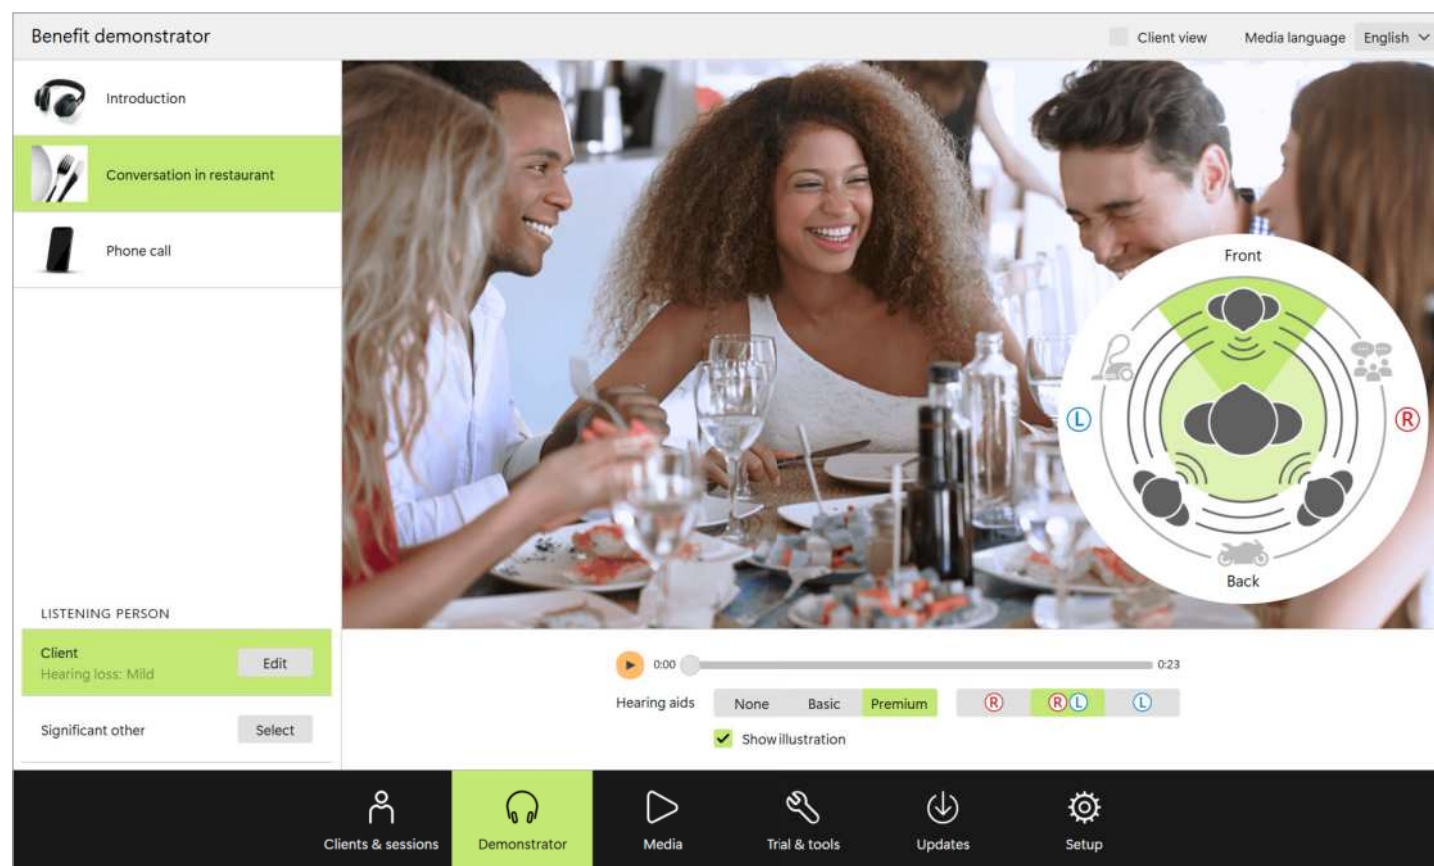 Benefit demonstrator
Client view
Media language
English
Introduction
Conversation in restaurant
Phone call
Front
L
R
Back
LISTENING PERSON
Client
Hearing loss: Mild
Edit
Significant other
Select
0:00
0:23
Hearing aids
None
Basic
Premium
R
R L
L
Show illustration
Clients & sessions
Demonstrator
Media
Trial & tools
Updates
Setup